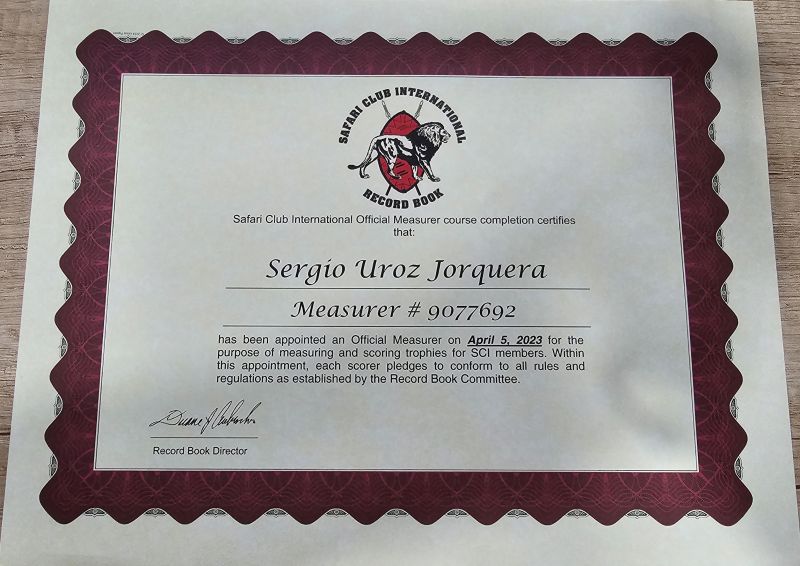 SAFARI CLUB INTERNATIONAL
RECORD BOOK
Safari Club International Official Measurer course completion certifies
that:
Sergio Uroz Jorquera
Measurer # 9077692
has been appointed an Official Measurer on April 5, 2023 for the
purpose of measuring and scoring trophies for SCI members. Within
this appointment, each scorer pledges to conform to all rules and
regulations as established by the Record Book Committee.
Record Book Director